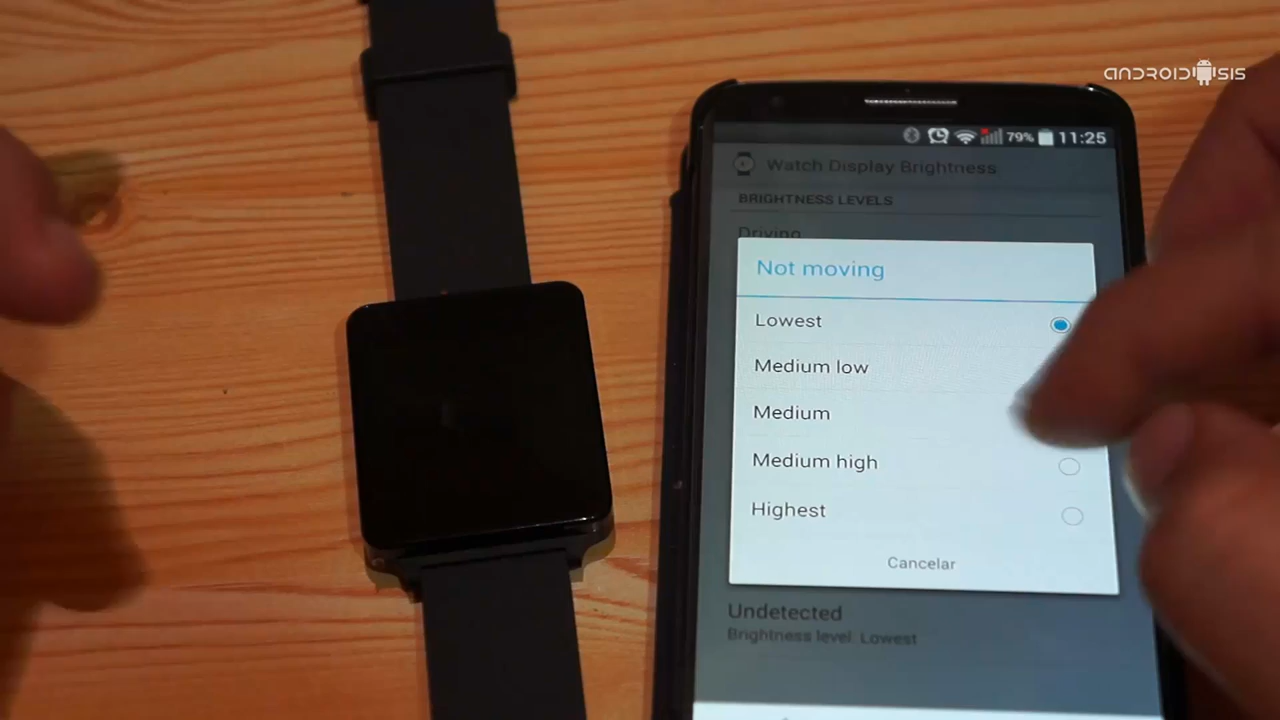 ANDROIDSIS
79% 11:25
Watch Display Brightness
BRIGHTNESS LEVELS
Driving
Not moving
Lowest
Medium low
Medium
Medium high
Highest
Cancelar
Undetected
Brightness level: Lowest